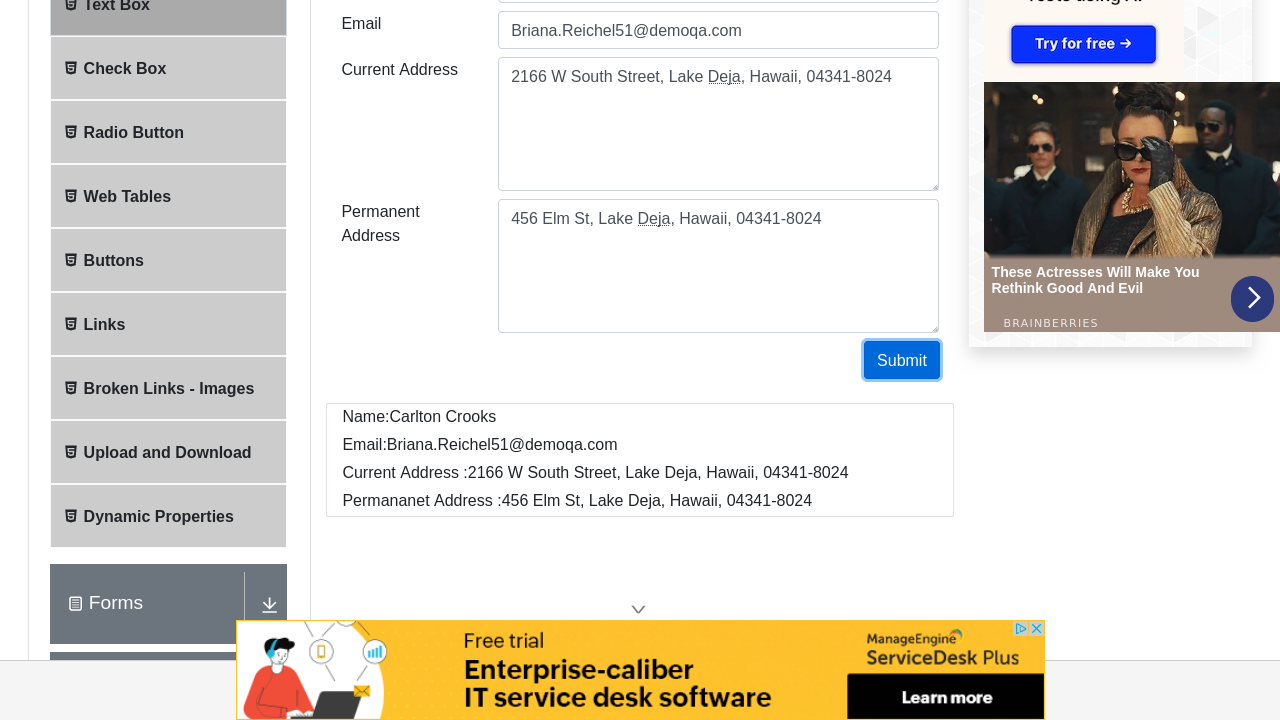 Text Box
Check Box
Radio Button
Web Tables
Buttons
Links
Broken Links - Images
Upload and Download
Dynamic Properties
Forms
Email
Briana.Reichel51@demoqa.com
Current Address
2166 W South Street, Lake Deja, Hawaii, 04341-8024
Permanent
Address
456 Elm St, Lake Deja, Hawaii, 04341-8024
Submit
Name:Carlton Crooks
Email:Briana.Reichel51@demoqa.com
Current Address :2166 W South Street, Lake Deja, Hawaii, 04341-8024
Permananet Address :456 Elm St, Lake Deja, Hawaii, 04341-8024
Try for free →
These Actresses Will Make You
Rethink Good And Evil
BRAINBERRIES
Free trial
Enterprise-caliber
IT service desk software
ManageEngine
ServiceDesk Plus
Learn more